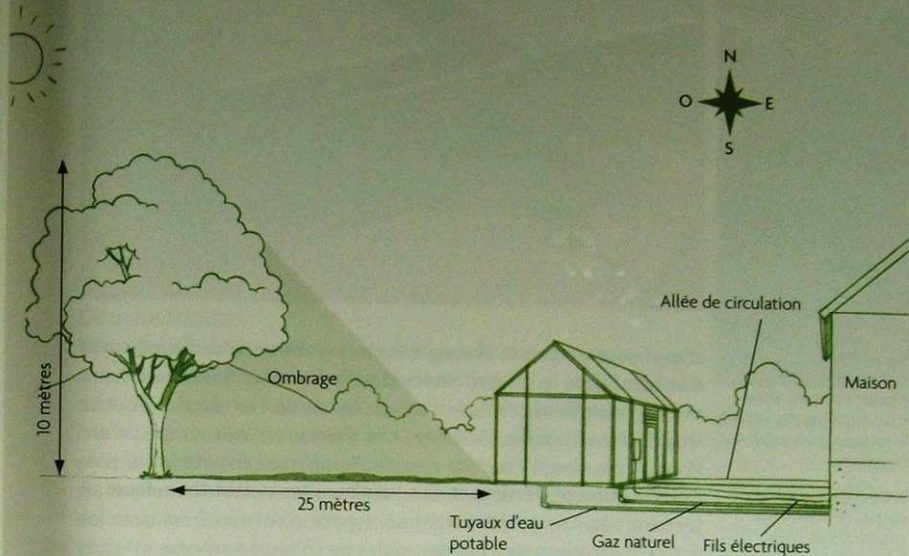 N
O E
S
10 mètres
Ombrage
25 mètres
Allée de circulation
Maison
Tuyaux d'eau
potable
Gaz naturel
Fils électriques